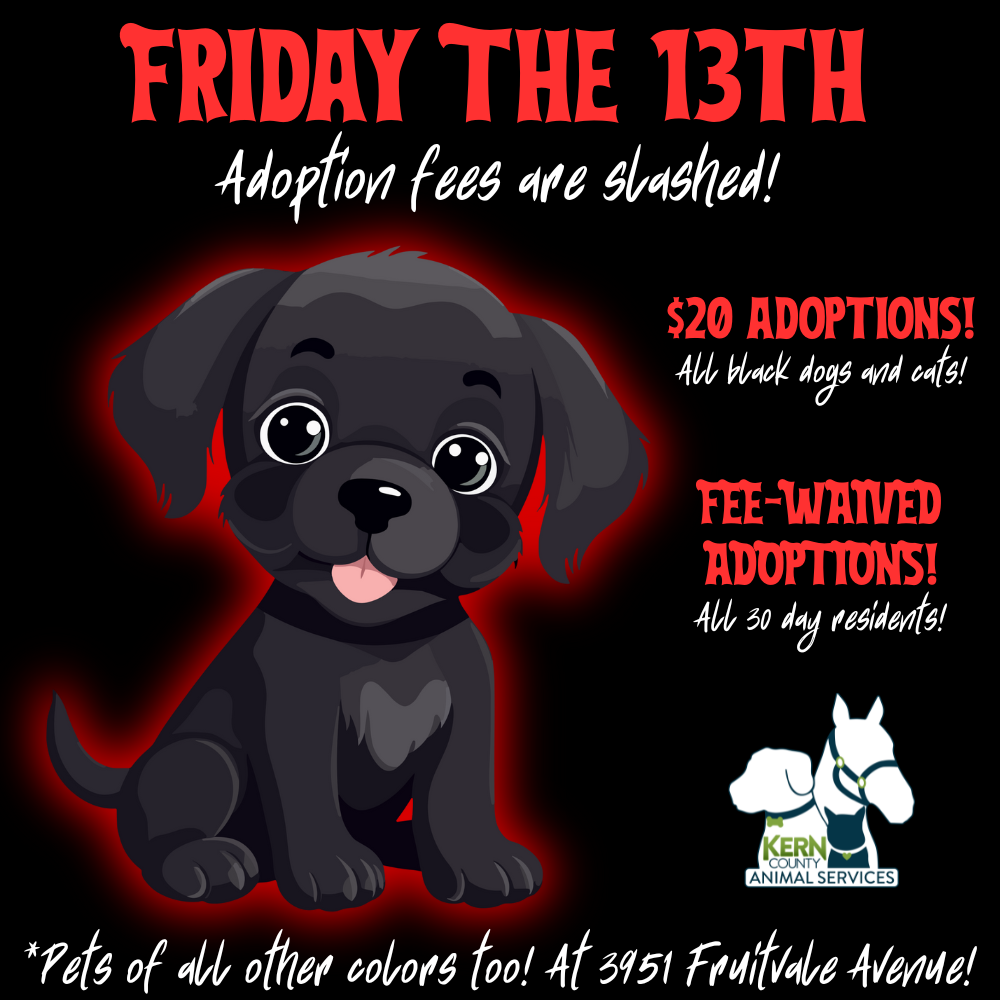 FRIDAY THE 13TH
Adoption fees are slashed!
$20 ADOPTIONS!
All black dogs and cats!
FEE-WAIVED
ADOPTIONS!
All 30 day residents!
KERN
COUNTY
ANIMAL SERVICES
*Pets of all other colors too! At 3951 Fruitvale Avenue!